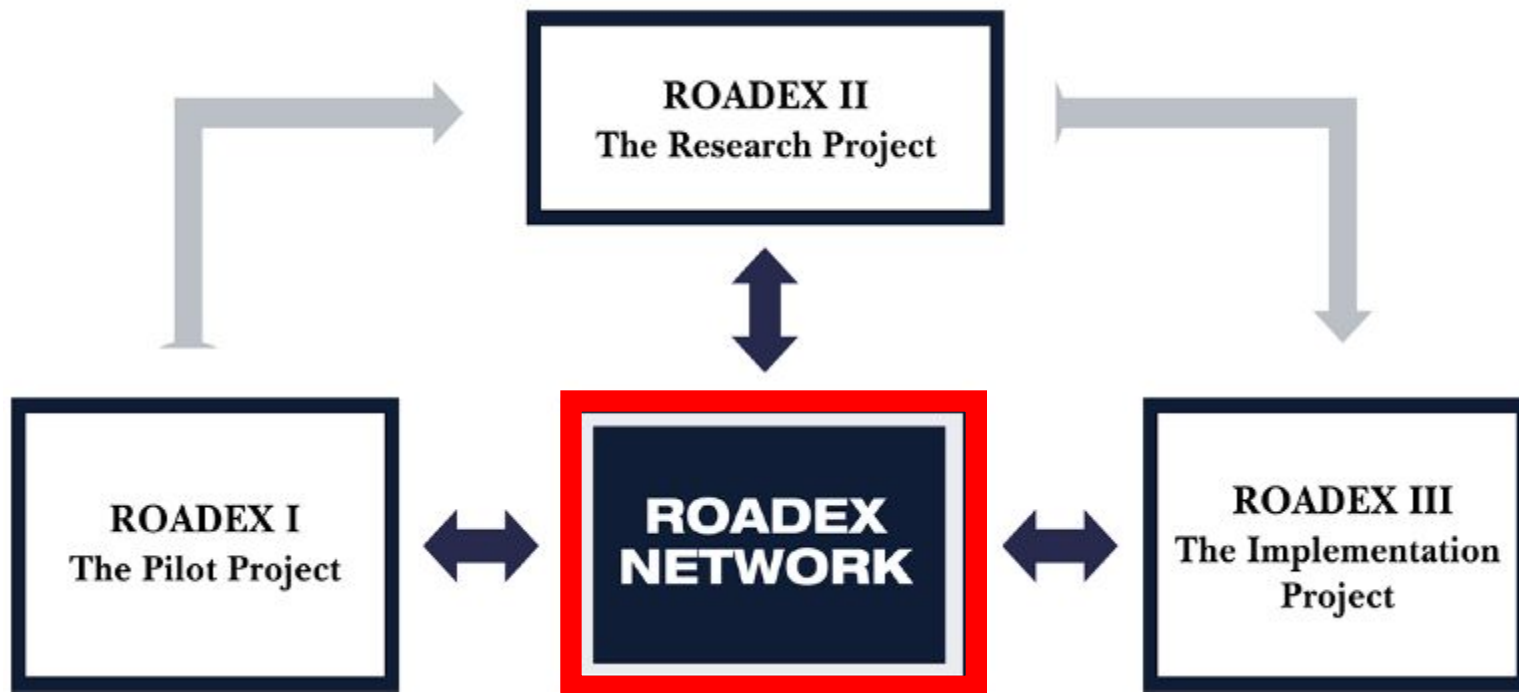 ROADEX II
The Research Project
ROADEX I
The Pilot Project
ROADEX
NETWORK
ROADEX III
The Implementation
Project